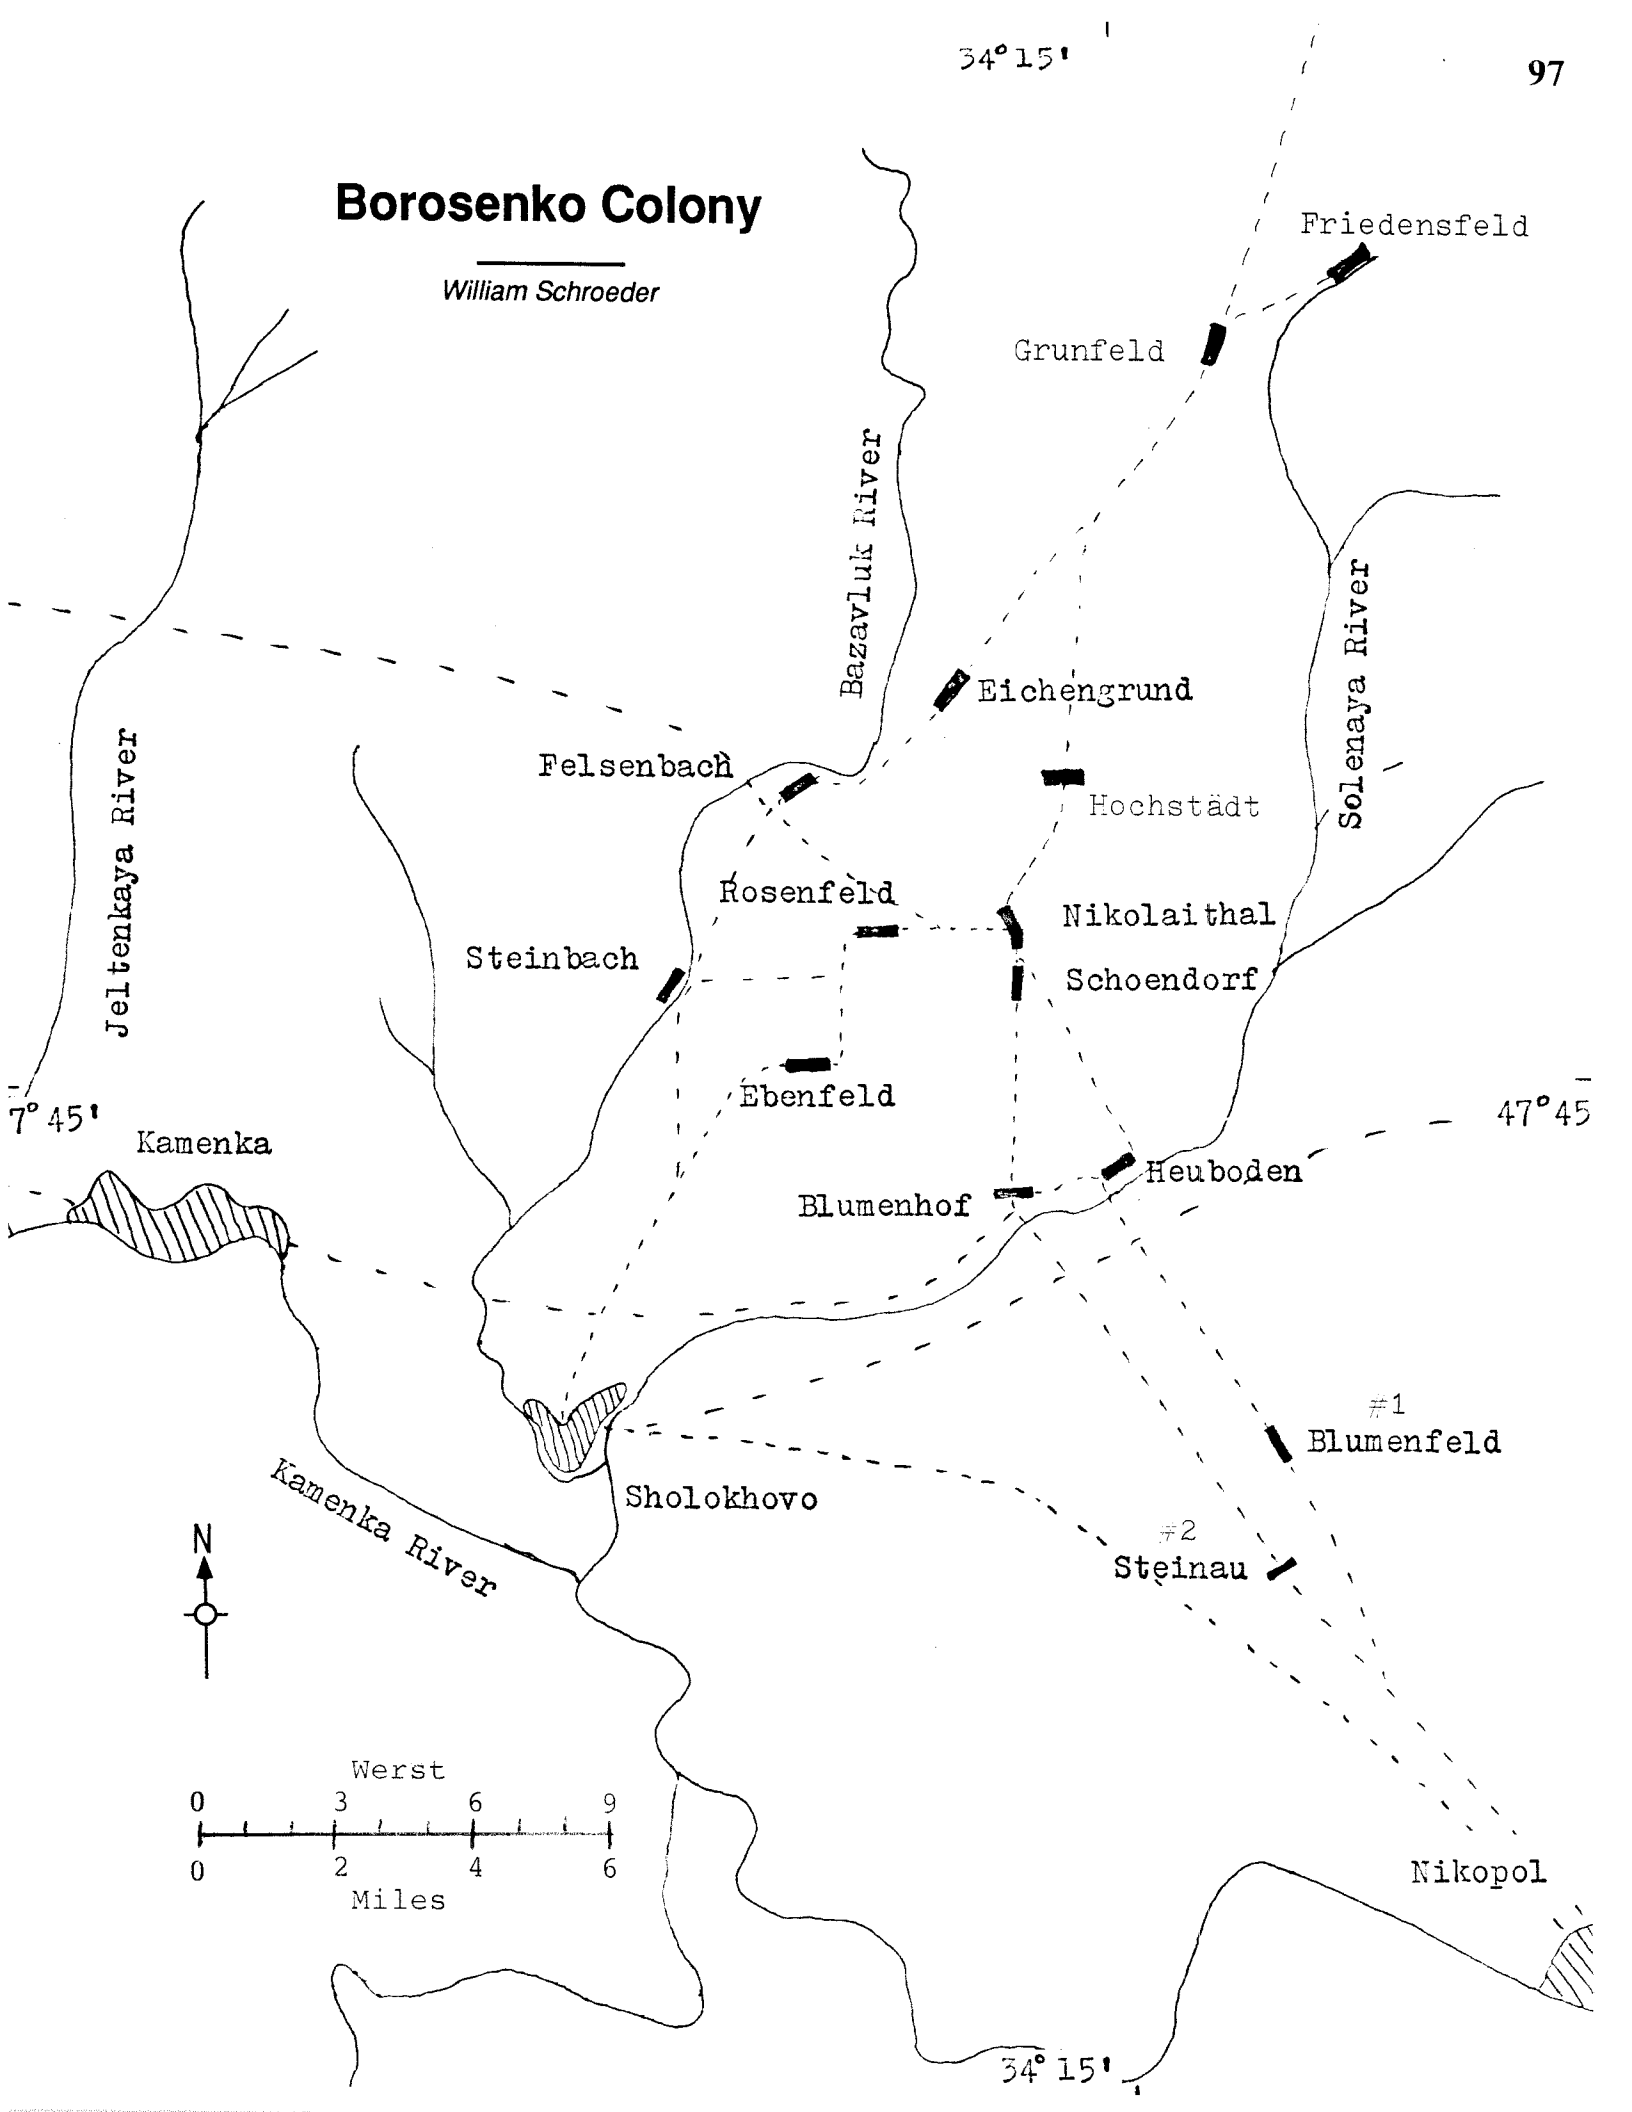 34° 15'
97
Borosenko Colony
William Schroeder
Friedensfeld
Grunfeld
Bazavluk River
Solenaya River
Eichengrund
Felsenbach
Hochstädt
Jeltenkaya River
Rosenfeld
Nikolaithal
Steinbach
Schoendorf
Ebenfeld
7° 45'
47° 45
Kamenka
Heuboden
Blumenhof
#1
Blumenfeld
Kamenka River
Sholokhovo
N
#2
Steinau
Werst
0 3 6 9
0 2 4 6
Miles
Nikopol
34° 15'